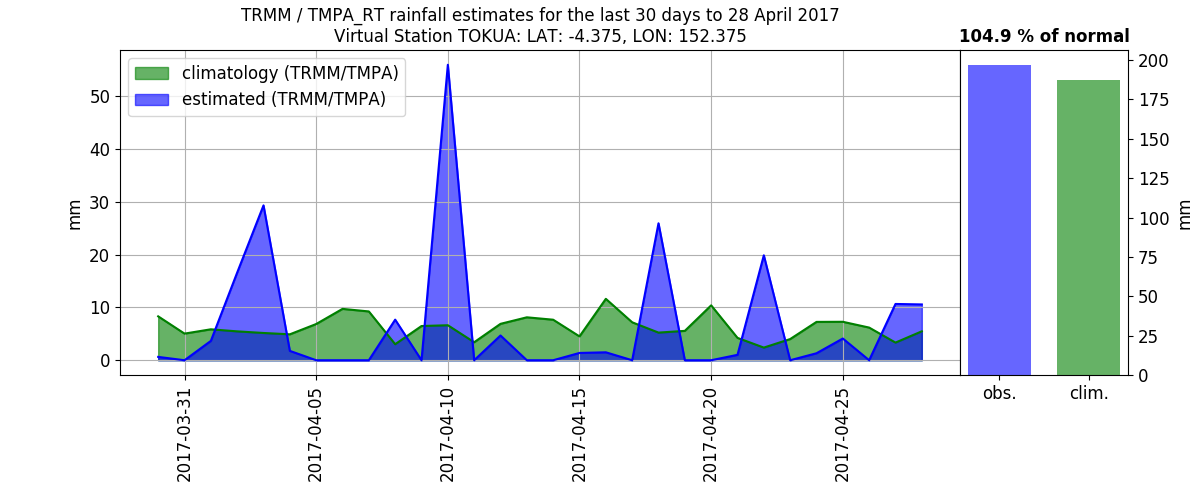 TRMM / TMPA_RT rainfall estimates for the last 30 days to 28 April 2017
Virtual Station TOKUA: LAT: -4.375, LON: 152.375
104.9 % of normal
climatology (TRMM/TMPA)
estimated (TRMM/TMPA)
50
40
30
20
10
0
mm
2017-03-31
2017-04-05
2017-04-10
2017-04-15
2017-04-20
2017-04-25
200
175
150
125
100
75
50
25
0
mm
obs.
clim.